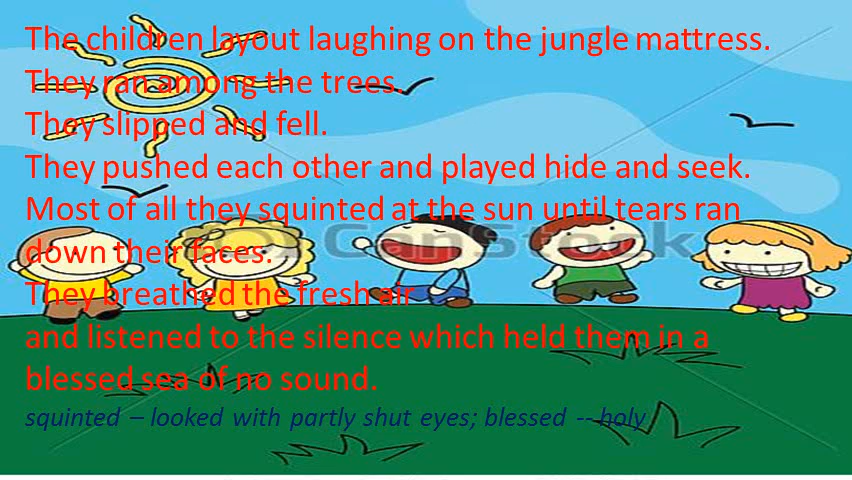 The children layout laughing on the jungle mattress.
They ran among the trees.
They slipped and fell.
They pushed each other and played hide and seek.
Most of all they squinted at the sun until tears ran
down their faces.
They breathed the fresh air
and listened to the silence which held them in a
blessed sea of no sound.
squinted – looked with partly shut eyes; blessed -- holy
CanStock